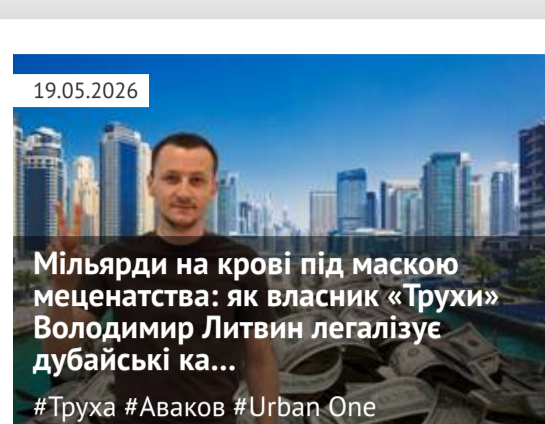 19.05.2026
Мільярди на крові під маскою
меценатства: як власник «Трухи»
Володимир Литвин легалізує
дубайські ка...
#Труха #Аваков #Urban One